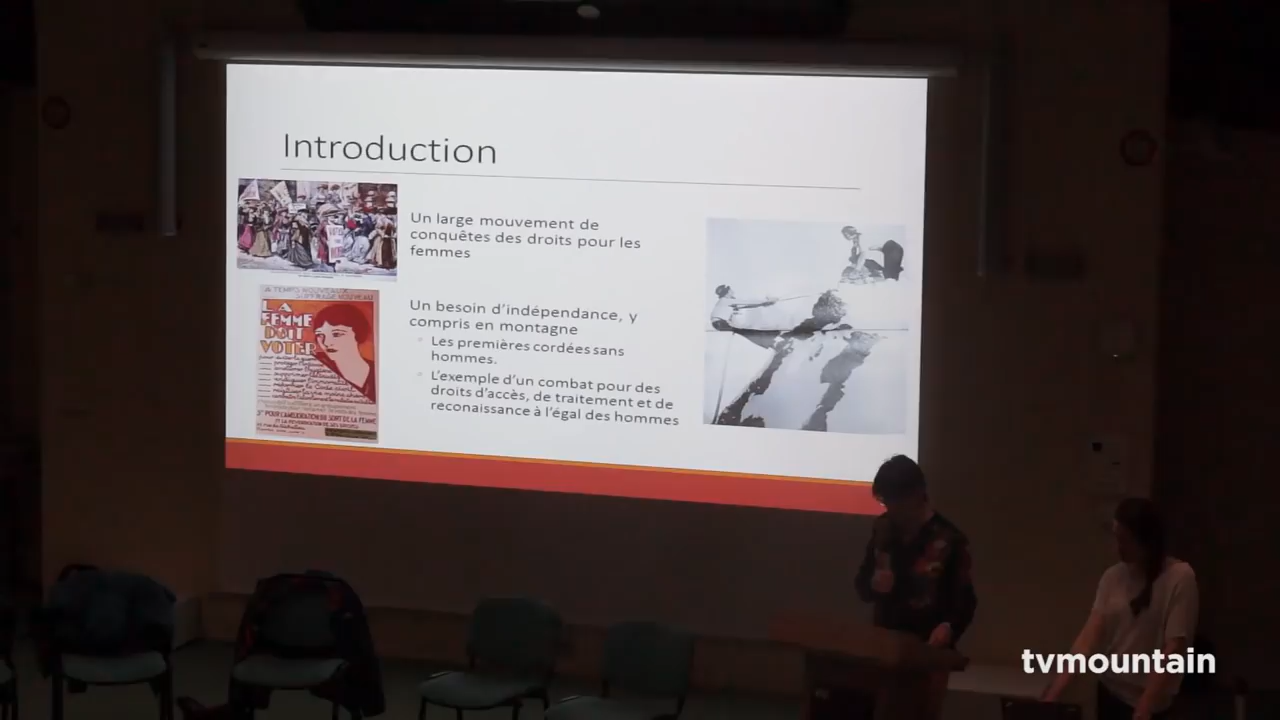 Introduction
Un large mouvement de
conquêtes des droits pour les
femmes
Un besoin d'indépendance, y
compris en montagne
Les premières cordées sans
hommes.
L'exemple d'un combat pour des
droits d'accès, de traitement et de
reconaissance à l'égal des hommes
LA
FEMME
DOIT
VOTER
tvmountain